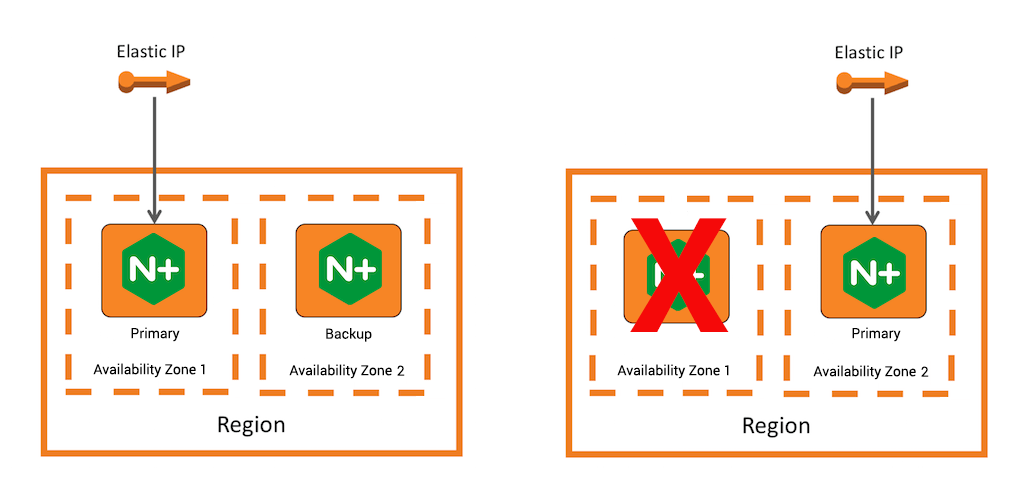 Elastic IP
N+
Primary
Availability Zone 1
N+
Backup
Availability Zone 2
Region
Elastic IP
N+
Availability Zone 1
N+
Primary
Availability Zone 2
Region